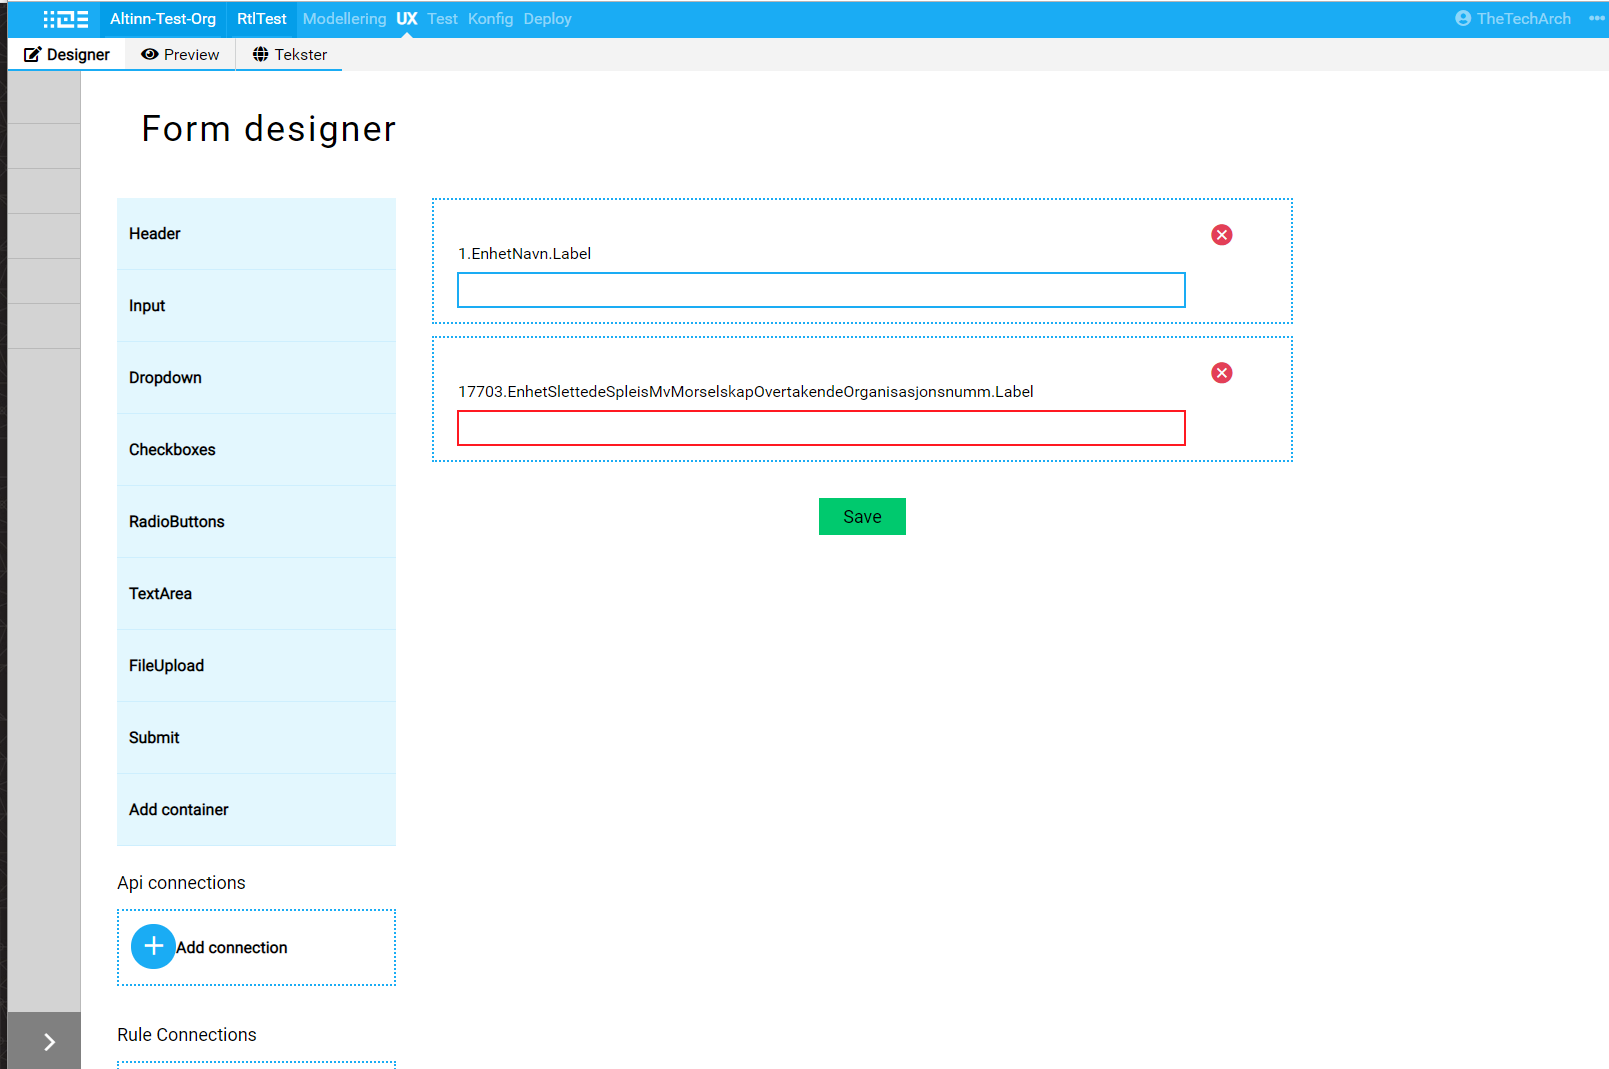 Altinn-Test-Org RtlTest Modellering UX Test Konfig Deploy TheTechArch
Designer Preview Tekster
Form designer
Header
Input
Dropdown
Checkboxes
RadioButtons
TextArea
FileUpload
Submit
Add container
Api connections
Add connection
Rule Connections
1.EnhetNavn.Label
17703.EnhetSlettedeSpleisMvMorselskapOvertakendeOrganisasjonsnumm.Label
Save